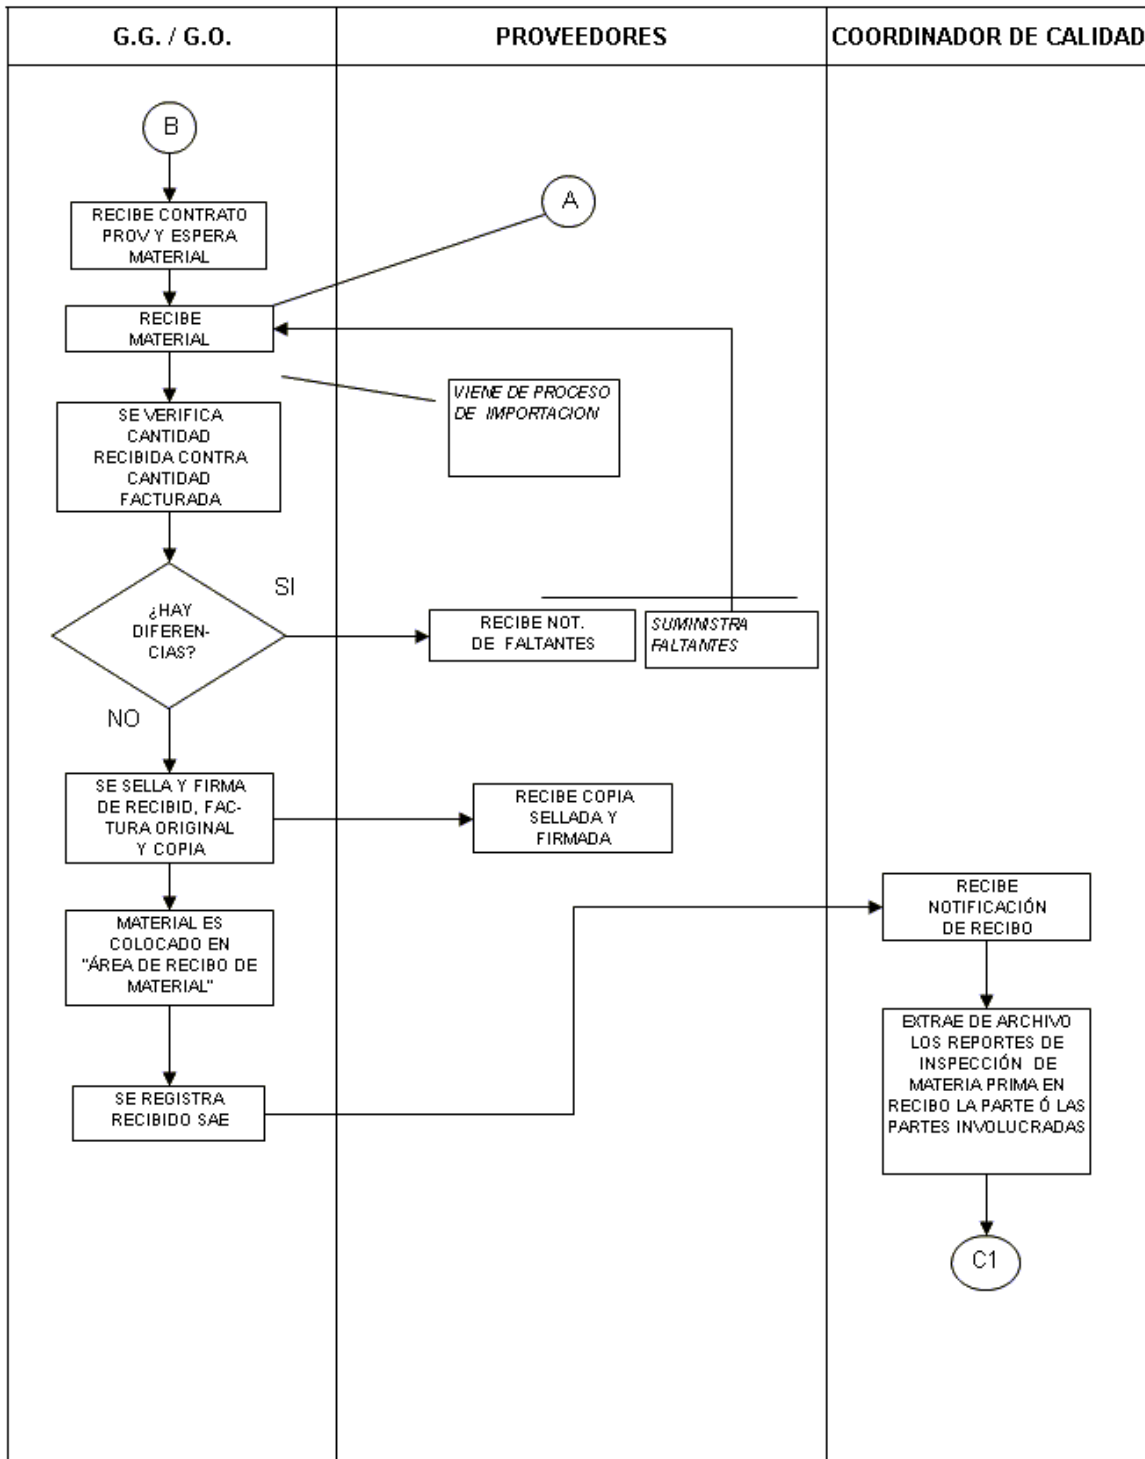 G.G. / G.O.
PROVEEDORES
COORDINADOR DE CALIDAD
B
A
RECIBE CONTRATO
PROV Y ESPERA
MATERIAL
RECIBE
MATERIAL
VIENE DE PROCESO
DE IMPORTACION
SE VERIFICA
CANTIDAD
RECIBIDA CONTRA
CANTIDAD
FACTURADA
SI
¿HAY
DIFEREN-
CIAS?
RECIBE NOT.
DE FALTANTES
SUMINISTRA
FALTANTES
NO
SE SELLA Y FIRMA
DE RECIBID, FAC-
TURA ORIGINAL
Y COPIA
RECIBE COPIA
SELLADA Y
FIRMADA
RECIBE
NOTIFICACIÓN
DE RECIBO
MATERIAL ES
COLOCADO EN
"ÁREA DE RECIBO DE
MATERIAL"
EXTRAE DE ARCHIVO
LOS REPORTES DE
INSPECCIÓN DE
MATERIA PRIMA EN
RECIBO LA PARTE Ó LAS
PARTES INVOLUCRADAS
SE REGISTRA
RECIBIDO SAE
C1